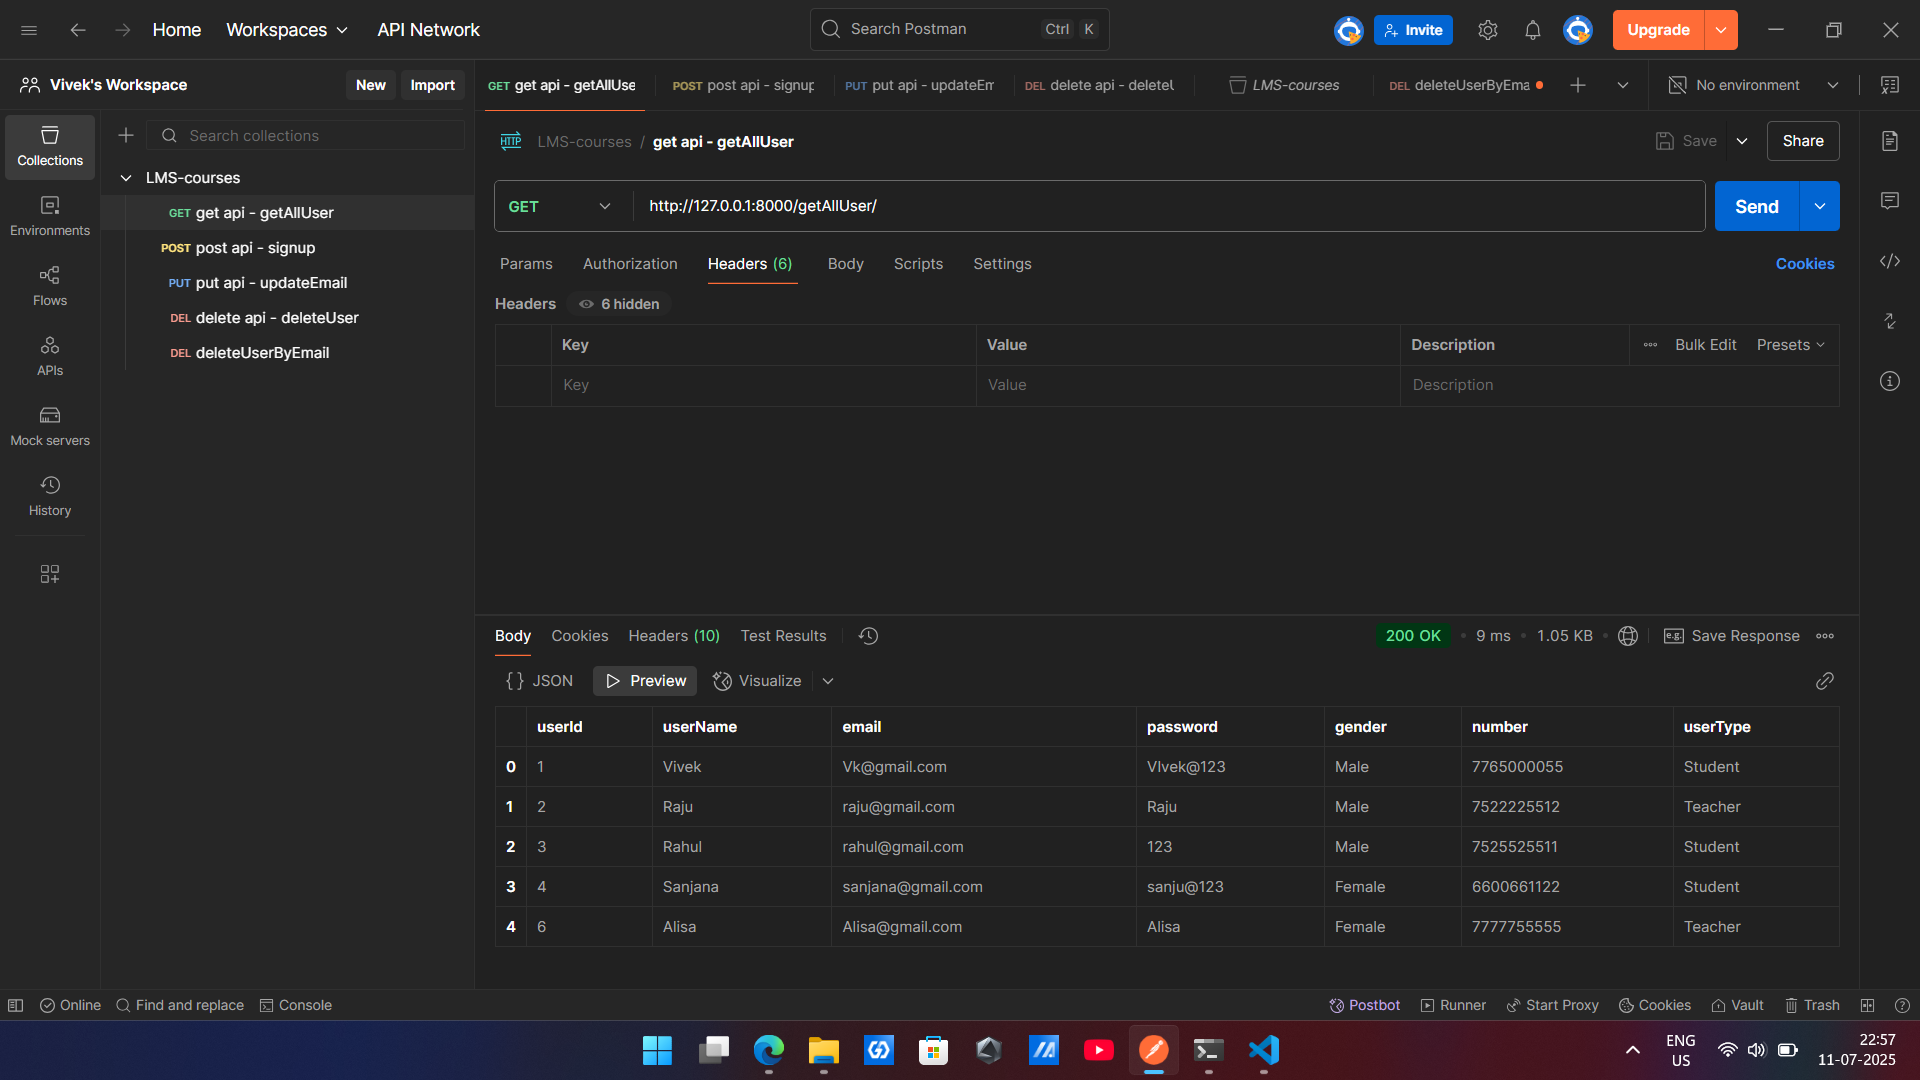 Home Workspaces API Network Search Postman Ctrl K Invite Upgrade
Vivek's Workspace New Import GET get api - getAllUse POST post api - signup PUT put api - updateEm DEL delete api - deleteU LMS-courses DEL deleteUserByEma No environment
Collections
Environments
Flows
APIs
Mock servers
History
Search collections
LMS-courses
GET get api - getAllUser
POST post api - signup
PUT put api - updateEmail
DEL delete api - deleteUser
DEL deleteUserByEmail
HTTP LMS-courses / get api - getAllUser Save Share
GET http://127.0.0.1:8000/getAllUser/ Send
Params Authorization Headers (6) Body Scripts Settings Cookies
Headers 6 hidden
Key Value Description Bulk Edit Presets
Key Value Description
Body Cookies Headers (10) Test Results 200 OK 9 ms 1.05 KB e.g. Save Response
{} JSON Preview Visualize
userId userName email password gender number userType
0 1 Vivek Vk@gmail.com VIvek@123 Male 7765000055 Student
1 2 Raju raju@gmail.com Raju Male 7522225512 Teacher
2 3 Rahul rahul@gmail.com 123 Male 7525525511 Student
3 4 Sanjana sanjana@gmail.com sanju@123 Female 6600661122 Student
4 6 Alisa Alisa@gmail.com Alisa Female 7777755555 Teacher
Online Find and replace Console Postbot Runner Start Proxy Cookies Vault Trash
ENG 22:57
US 11-07-2025